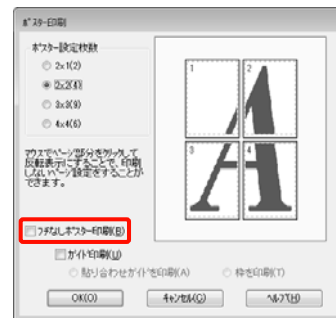 ポスター印刷
ポスター設定枚数
2x1(2)
2x2(4)
3x3(9)
4x4(6)
マウスでページ部分をクリックして
反転表示にすることで、印刷
しないページ設定をすることが
できます。
1
2
3
4
フチなしポスター印刷(B)
ガイド印刷(U)
貼り合わせガイドを印刷(A)
枠を印刷(T)
OK(O)
キャンセル(C)
ヘルプ(H)